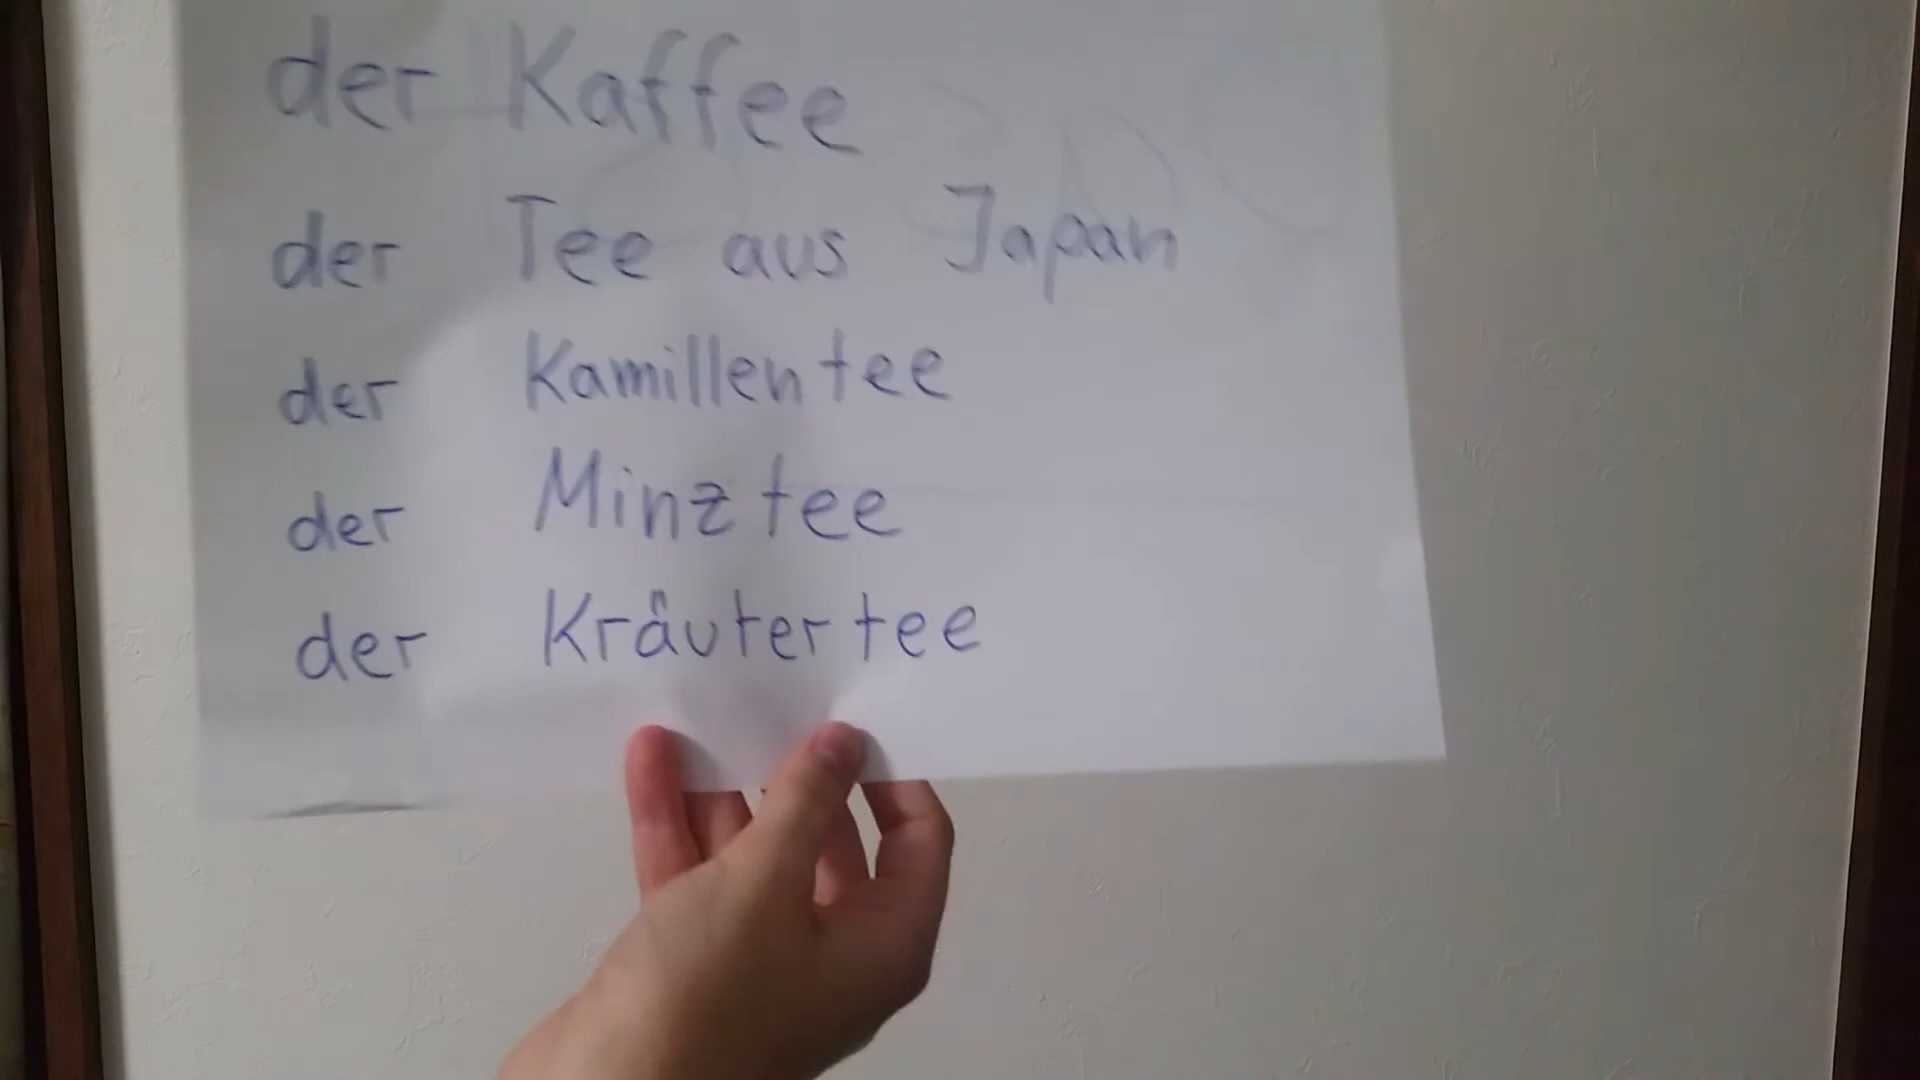 der Kaffee
der Tee aus Japan
der Kamillentee
der Minztee
der Kräutertee